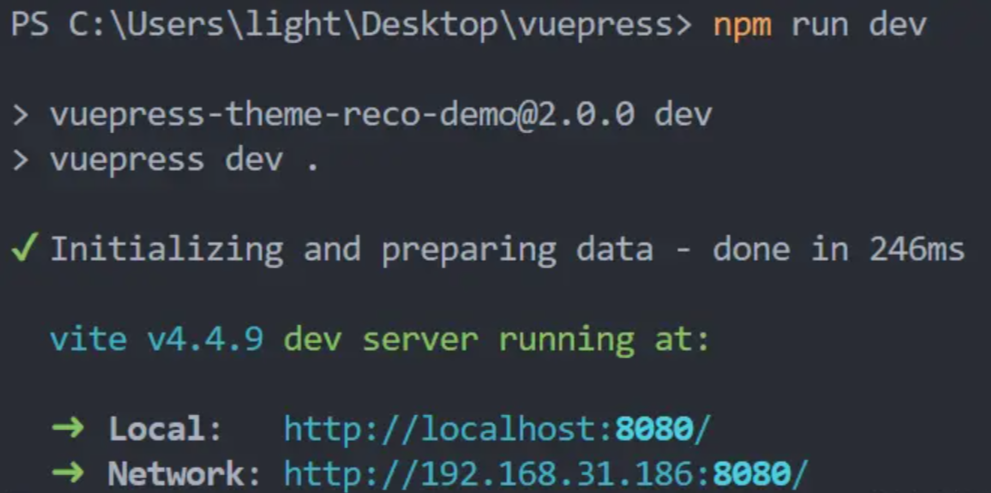 PS C:\Users\light\Desktop\vuepress> npm run dev
> vuepress-theme-reco-demo@2.0.0 dev
> vuepress dev .
✓ Initializing and preparing data - done in 246ms
vite v4.4.9 dev server running at:
➜ Local: http://localhost:8080/
➜ Network: http://192.168.31.186:8080/